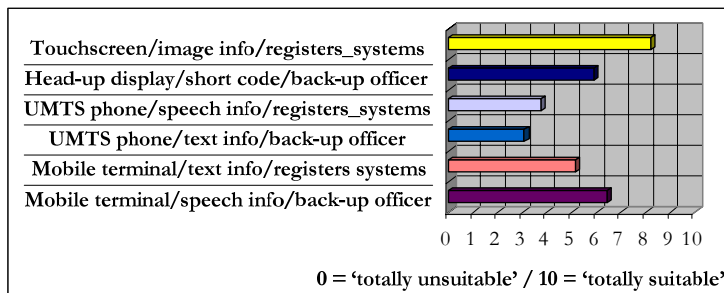 Touchscreen/image info/registers_systems
Head-up display/short code/back-up officer
UMTS phone/speech info/registers_systems
UMTS phone/text info/back-up officer
Mobile terminal/text info/registers systems
Mobile terminal/speech info/back-up officer
0 1 2 3 4 5 6 7 8 9 10
0 = ‘totally unsuitable’ / 10 = ‘totally suitable’